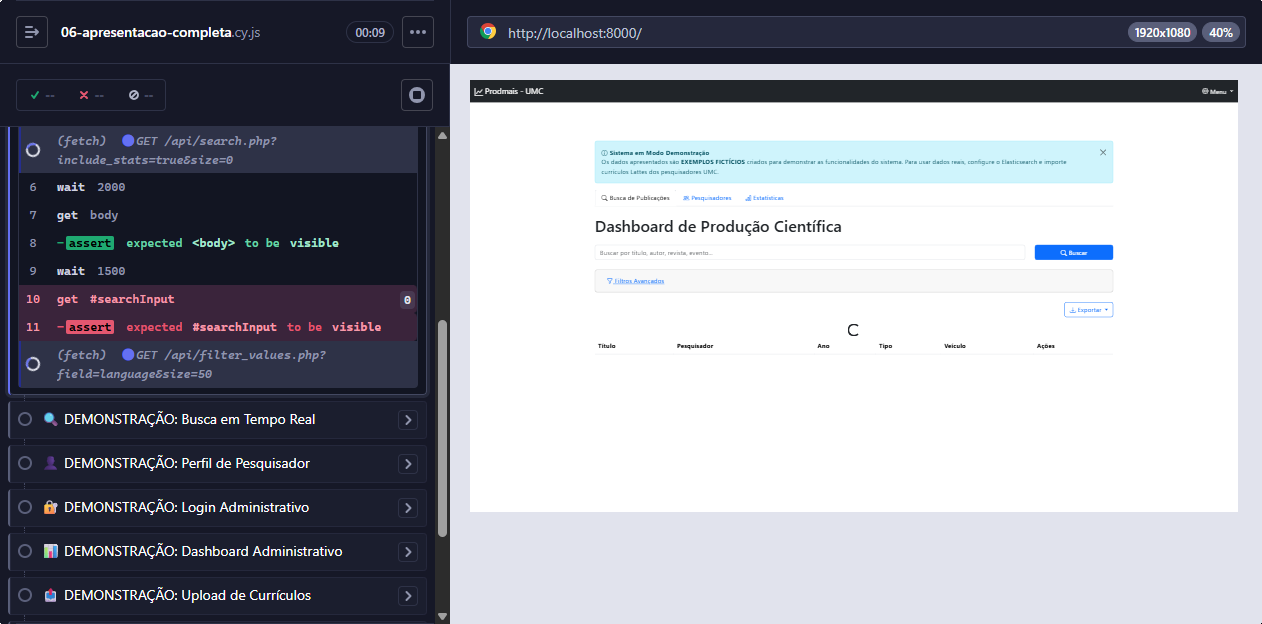 06-apresentacao-completa.cy.js
00:09
--
--
--
(fetch) GET /api/search.php?
include_stats=true&size=0
6 wait 2000
7 get body
8 -assert expected <body> to be visible
9 wait 1500
10 get #searchInput 0
11 -assert expected #searchInput to be visible
(fetch) GET /api/filter_values.php?
field=language&size=50
DEMONSTRAÇÃO: Busca em Tempo Real
DEMONSTRAÇÃO: Perfil de Pesquisador
DEMONSTRAÇÃO: Login Administrativo
DEMONSTRAÇÃO: Dashboard Administrativo
DEMONSTRAÇÃO: Upload de Currículos
http://localhost:8000/
1920x1080
40%
Prodmais - UMC
Menu
Sistema em Modo Demonstração
Os dados apresentados são EXEMPLOS FICTÍCIOS criados para demonstrar as funcionalidades do sistema. Para usar dados reais, configure o Elasticsearch e importe
currículos Lattes dos pesquisadores UMC.
Busca de Publicações Pesquisadores Estatísticas
Dashboard de Produção Científica
Buscar por título, autor, revista, evento...
Buscar
Filtros Avançados
Exportar
Título Pesquisador Ano Tipo Veículo Ações